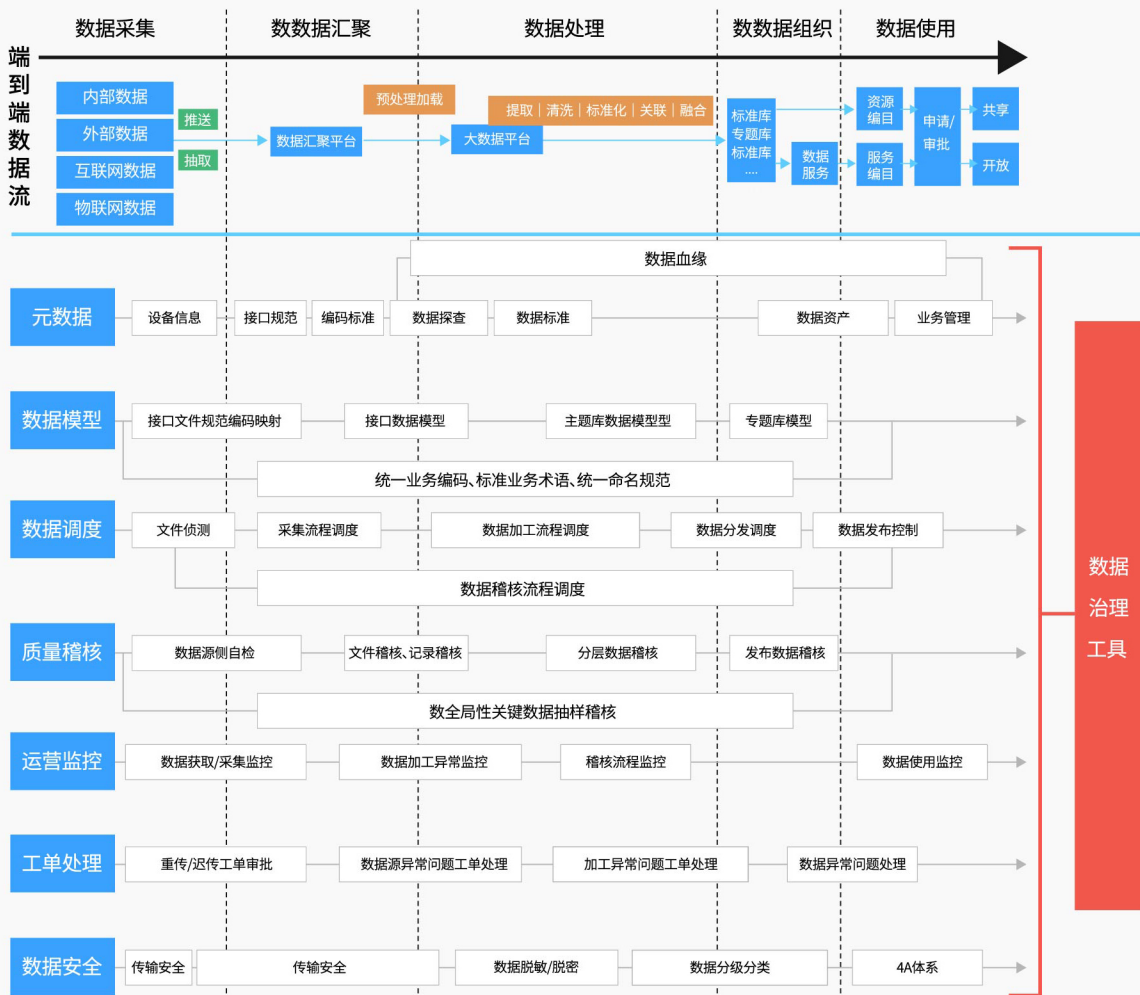 数据采集
数数据汇聚
数据处理
数数据组织
数据使用
端到端数据流
内部数据
外部数据
互联网数据
物联网数据
推送
抽取
数据汇聚平台
预处理加载
提取｜清洗｜标准化｜关联｜融合
大数据平台
标准库
专题库
标准库
....
数据
服务
资源
编目
服务
编目
申请/
审批
共享
开放
数据血缘
元数据
设备信息
接口规范
编码标准
数据探查
数据标准
数据资产
业务管理
数据模型
接口文件规范编码映射
接口数据模型
主题库数据模型型
专题库模型
统一业务编码、标准业务术语、统一命名规范
数据调度
文件侦测
采集流程调度
数据加工流程调度
数据分发调度
数据发布控制
数据稽核流程调度
质量稽核
数据源侧自检
文件稽核、记录稽核
分层数据稽核
发布数据稽核
数全局性关键数据抽样稽核
运营监控
数据获取/采集监控
数据加工异常监控
稽核流程监控
数据使用监控
工单处理
重传/迟传工单审批
数据源异常问题工单处理
加工异常问题工单处理
数据异常问题处理
数据安全
传输安全
传输安全
数据脱敏/脱密
数据分级分类
4A体系
数据
治理
工具